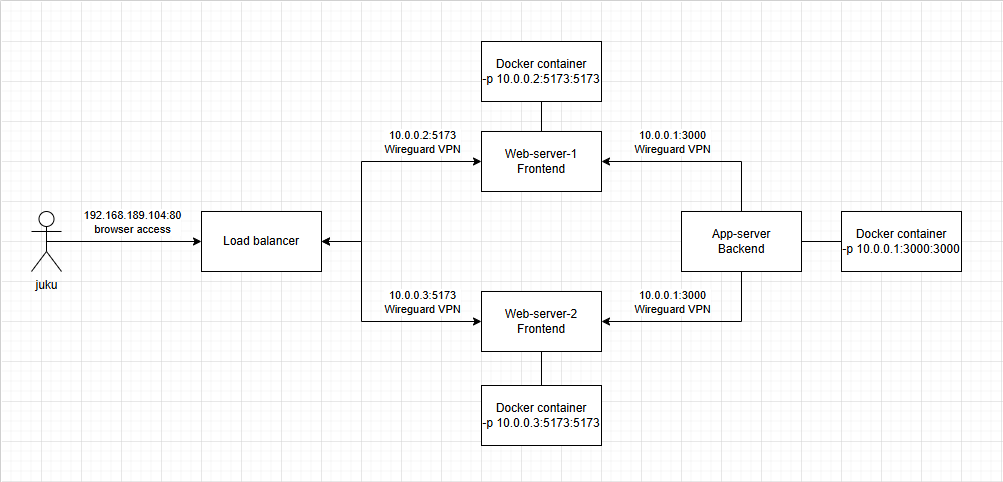 Docker container
-p 10.0.0.2:5173:5173
10.0.0.2:5173
Wireguard VPN
Web-server-1
Frontend
10.0.0.1:3000
Wireguard VPN
192.168.189.104:80
browser access
juku
Load balancer
App-server
Backend
Docker container
-p 10.0.0.1:3000:3000
10.0.0.3:5173
Wireguard VPN
Web-server-2
Frontend
10.0.0.1:3000
Wireguard VPN
Docker container
-p 10.0.0.3:5173:5173